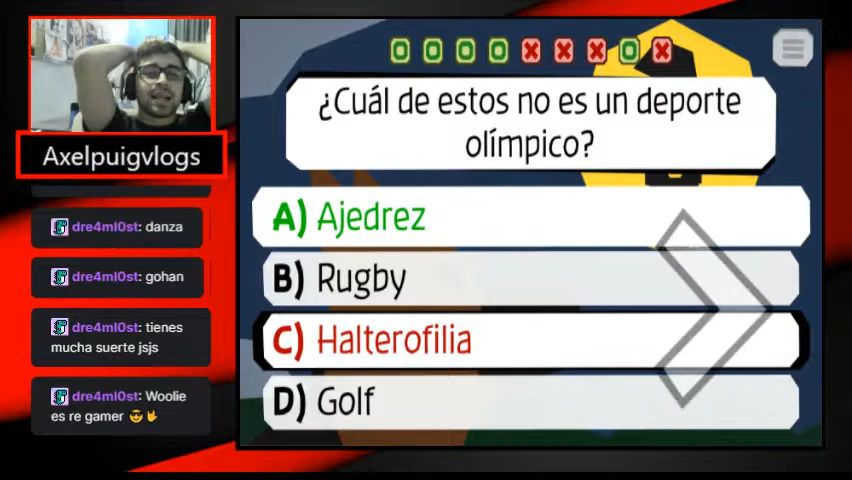 Axelpuigvlogs
dre4ml0st: danza
dre4ml0st: gohan
dre4ml0st: tienes
mucha suerte jsjs
dre4ml0st: Woolie
es re gamer 😎🤟
¿Cuál de estos no es un deporte
olímpico?
A) Ajedrez
B) Rugby
C) Halterofilia
D) Golf